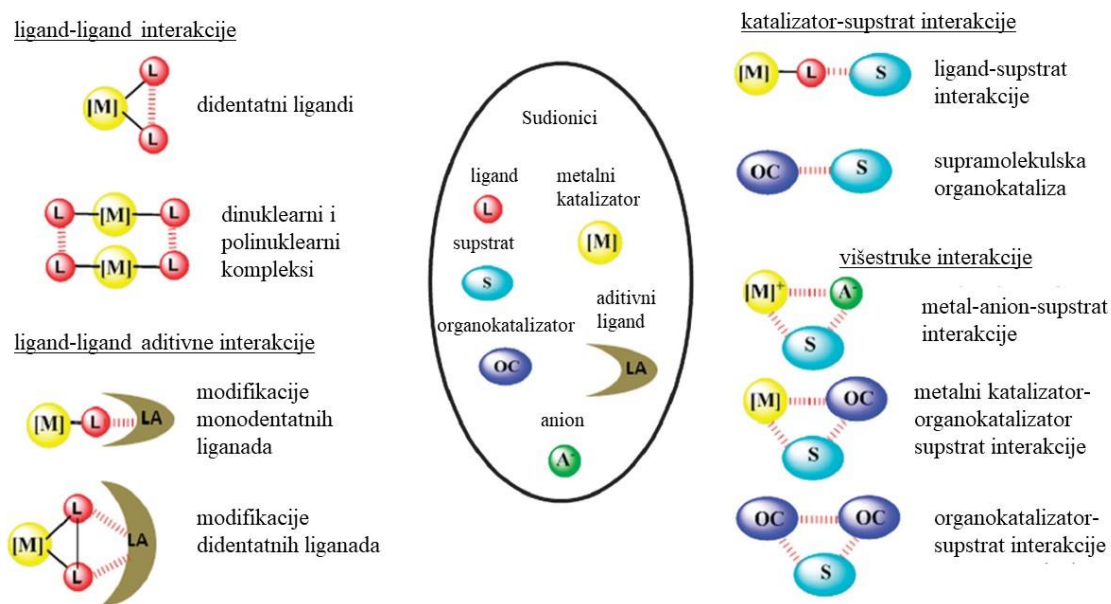 ligand-ligand interakcije
L
[M]
L
didentatni ligandi
L
[M]
L
L
[M]
L
dinuklearni i
polinuklearni
kompleksi
ligand-ligand aditivne interakcije
[M]
L
LA
modifikacije
monodentatnih
liganada
[M]
L
L
LA
modifikacije
didentatnih liganada
Sudionici
ligand
L
metalni
katalizator
[M]
supstrat
S
organokatalizator
OC
aditivni
ligand
LA
anion
A-
katalizator-supstrat interakcije
[M]
L
S
ligand-supstrat
interakcije
OC
S
supramolekulska
organokataliza
višestruke interakcije
[M]+
A-
S
metal-anion-supstrat
interakcije
[M]
OC
S
metalni katalizator-
organokatalizator
supstrat interakcije
OC
OC
S
organokatalizator-
supstrat interakcije